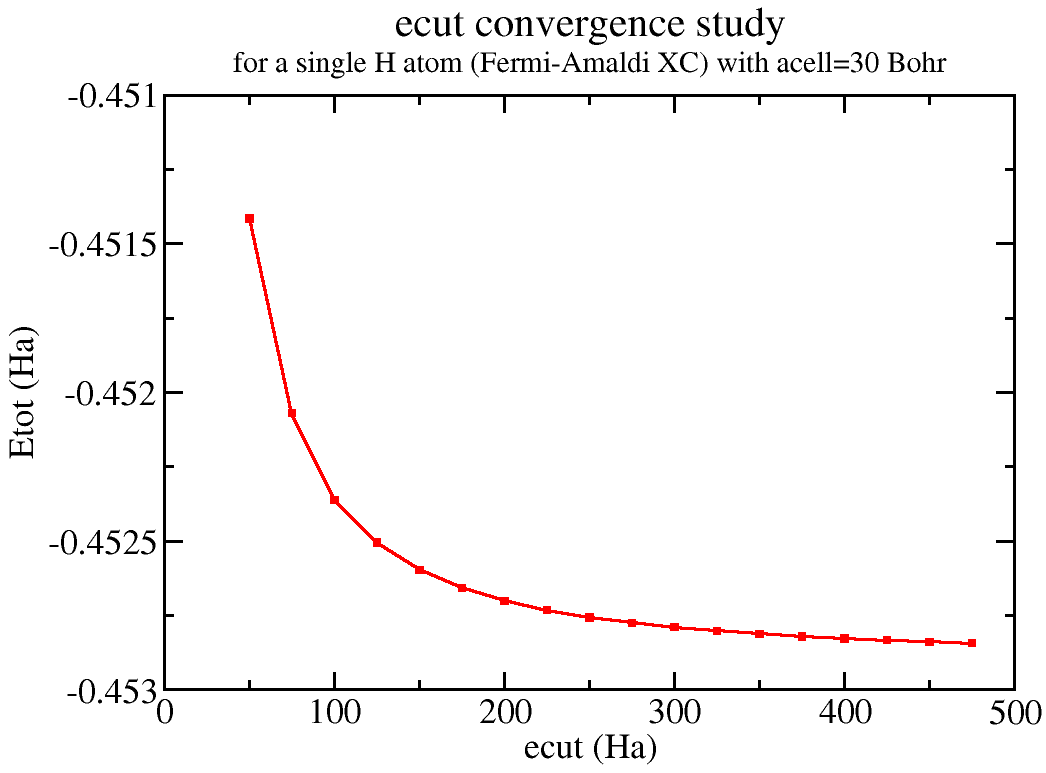 ecut convergence study
for a single H atom (Fermi-Amaldi XC) with acell=30 Bohr
-0.451
-0.4515
-0.452
-0.4525
-0.453
Etot (Ha)
0 100 200 300 400 500
ecut (Ha)